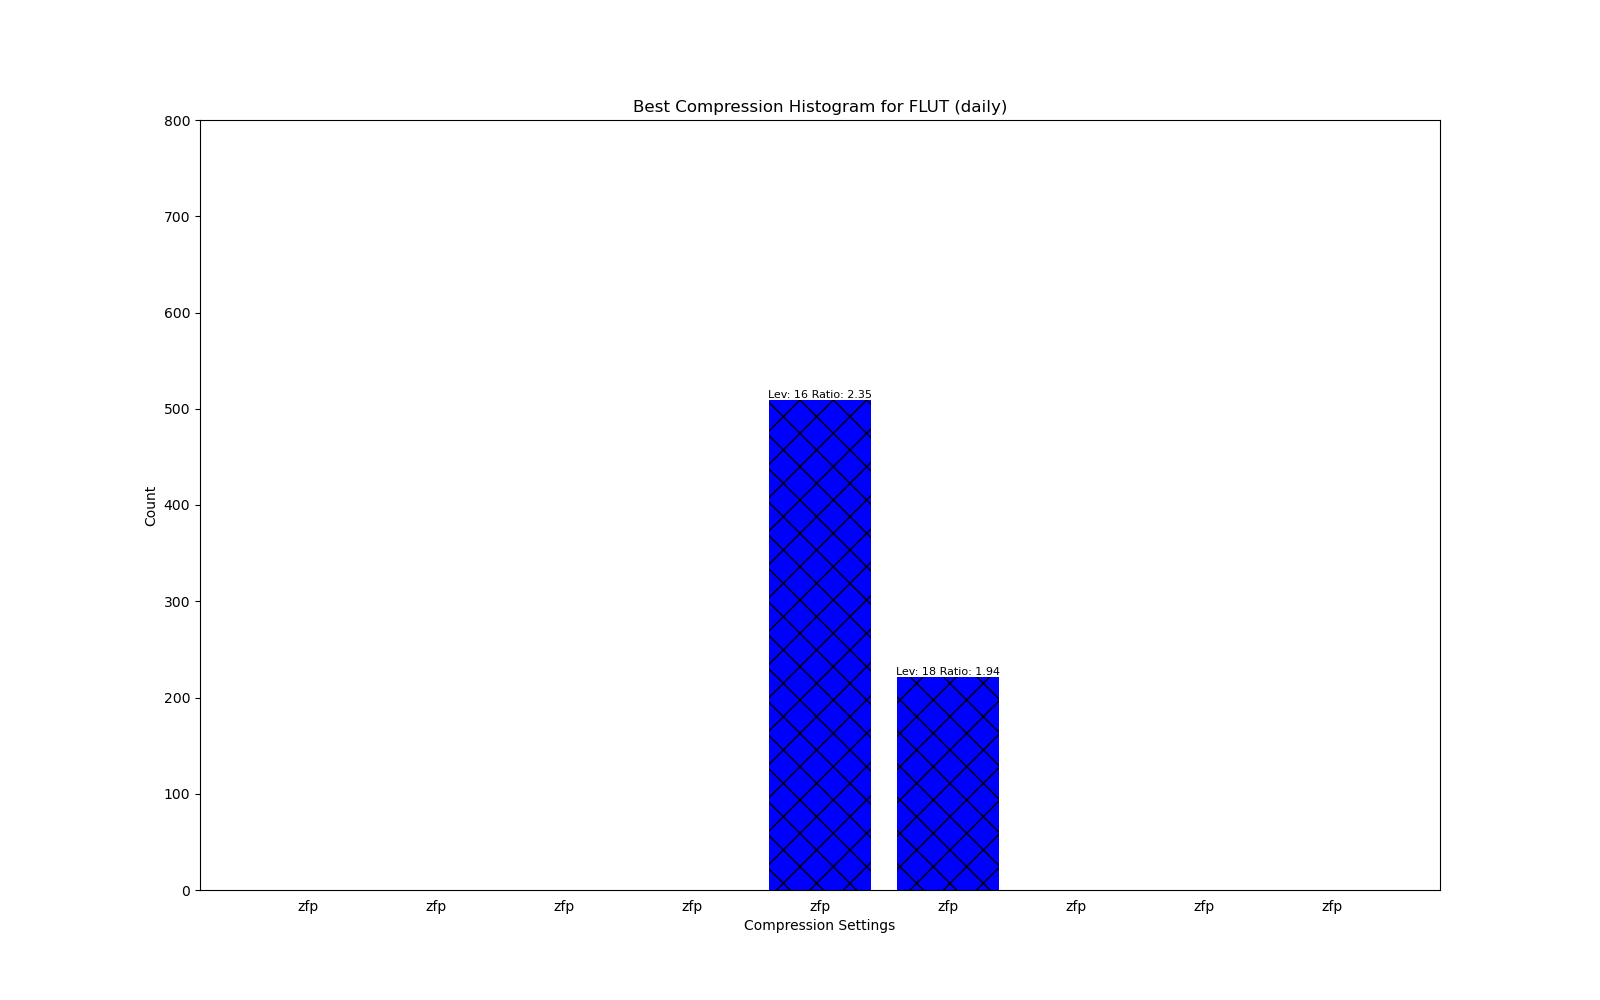 Best Compression Histogram for FLUT (daily)
800
700
600
500
400
300
200
100
0
Count
Lev: 16 Ratio: 2.35
Lev: 18 Ratio: 1.94
zfp zfp zfp zfp zfp zfp zfp zfp zfp
Compression Settings